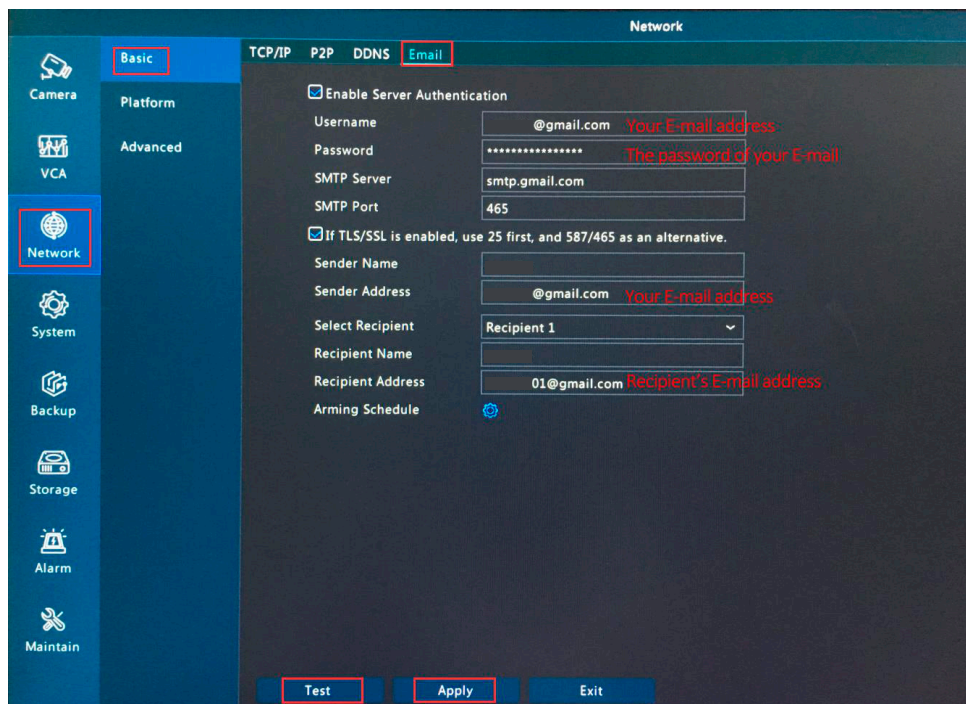 Network
Camera
VCA
Network
System
Backup
Storage
Alarm
Maintain
Basic
Platform
Advanced
TCP/IP P2P DDNS Email
Enable Server Authentication
Username @gmail.com Your E-mail address
Password **************** The password of your E-mail
SMTP Server smtp.gmail.com
SMTP Port 465
If TLS/SSL is enabled, use 25 first, and 587/465 as an alternative.
Sender Name
Sender Address @gmail.com Your E-mail address
Select Recipient Recipient 1
Recipient Name
Recipient Address 01@gmail.com Recipient's E-mail address
Arming Schedule
Test Apply Exit